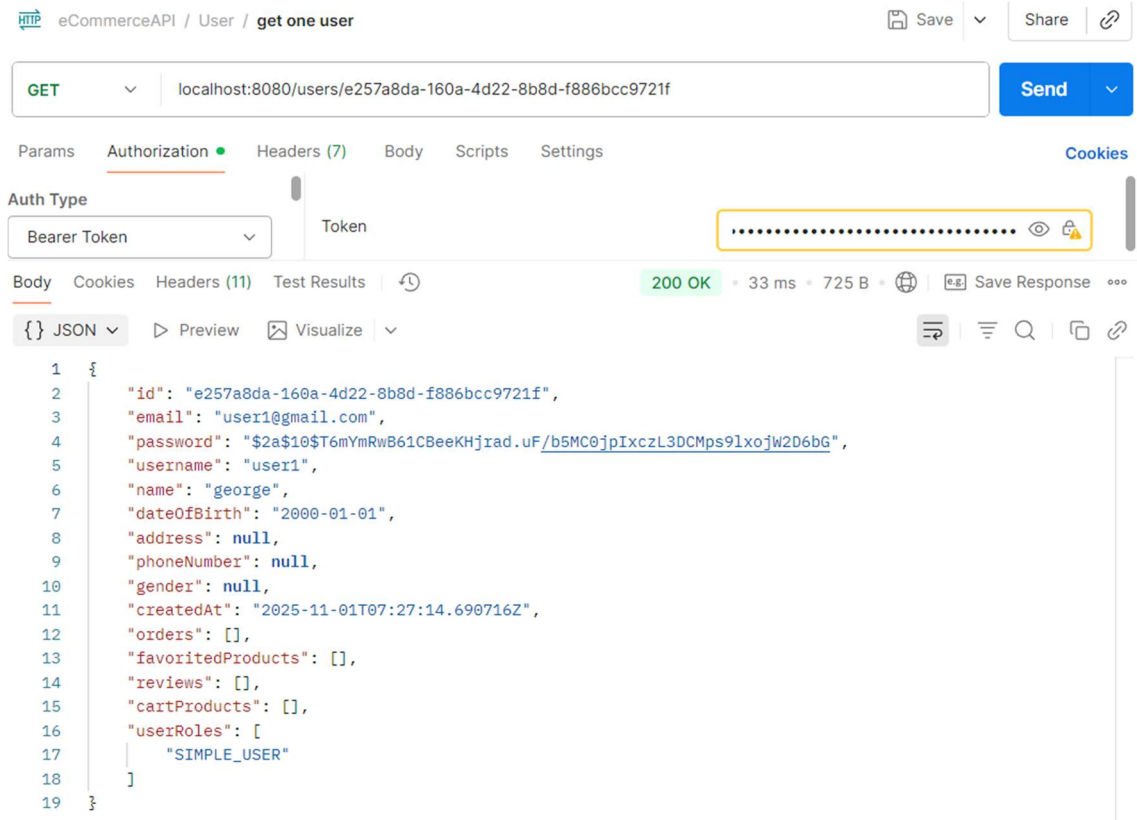 HTTP eCommerceAPI / User / get one user Save Share
GET localhost:8080/users/e257a8da-160a-4d22-8b8d-f886bcc9721f Send
Params Authorization Headers (7) Body Scripts Settings Cookies
Auth Type
Bearer Token
Token
Body Cookies Headers (11) Test Results 200 OK 33 ms 725 B e.g. Save Response
{} JSON Preview Visualize
1 {
2 "id": "e257a8da-160a-4d22-8b8d-f886bcc9721f",
3 "email": "user1@gmail.com",
4 "password": "$2a$10$T6mYmRwB61CBeeKHjrad.uF/b5MC0jpIxczL3DCMps9lxojW2D6bG",
5 "username": "user1",
6 "name": "george",
7 "dateOfBirth": "2000-01-01",
8 "address": null,
9 "phoneNumber": null,
10 "gender": null,
11 "createdAt": "2025-11-01T07:27:14.690716Z",
12 "orders": [],
13 "favoritedProducts": [],
14 "reviews": [],
15 "cartProducts": [],
16 "userRoles": [
17 "SIMPLE_USER"
18 ]
19 }